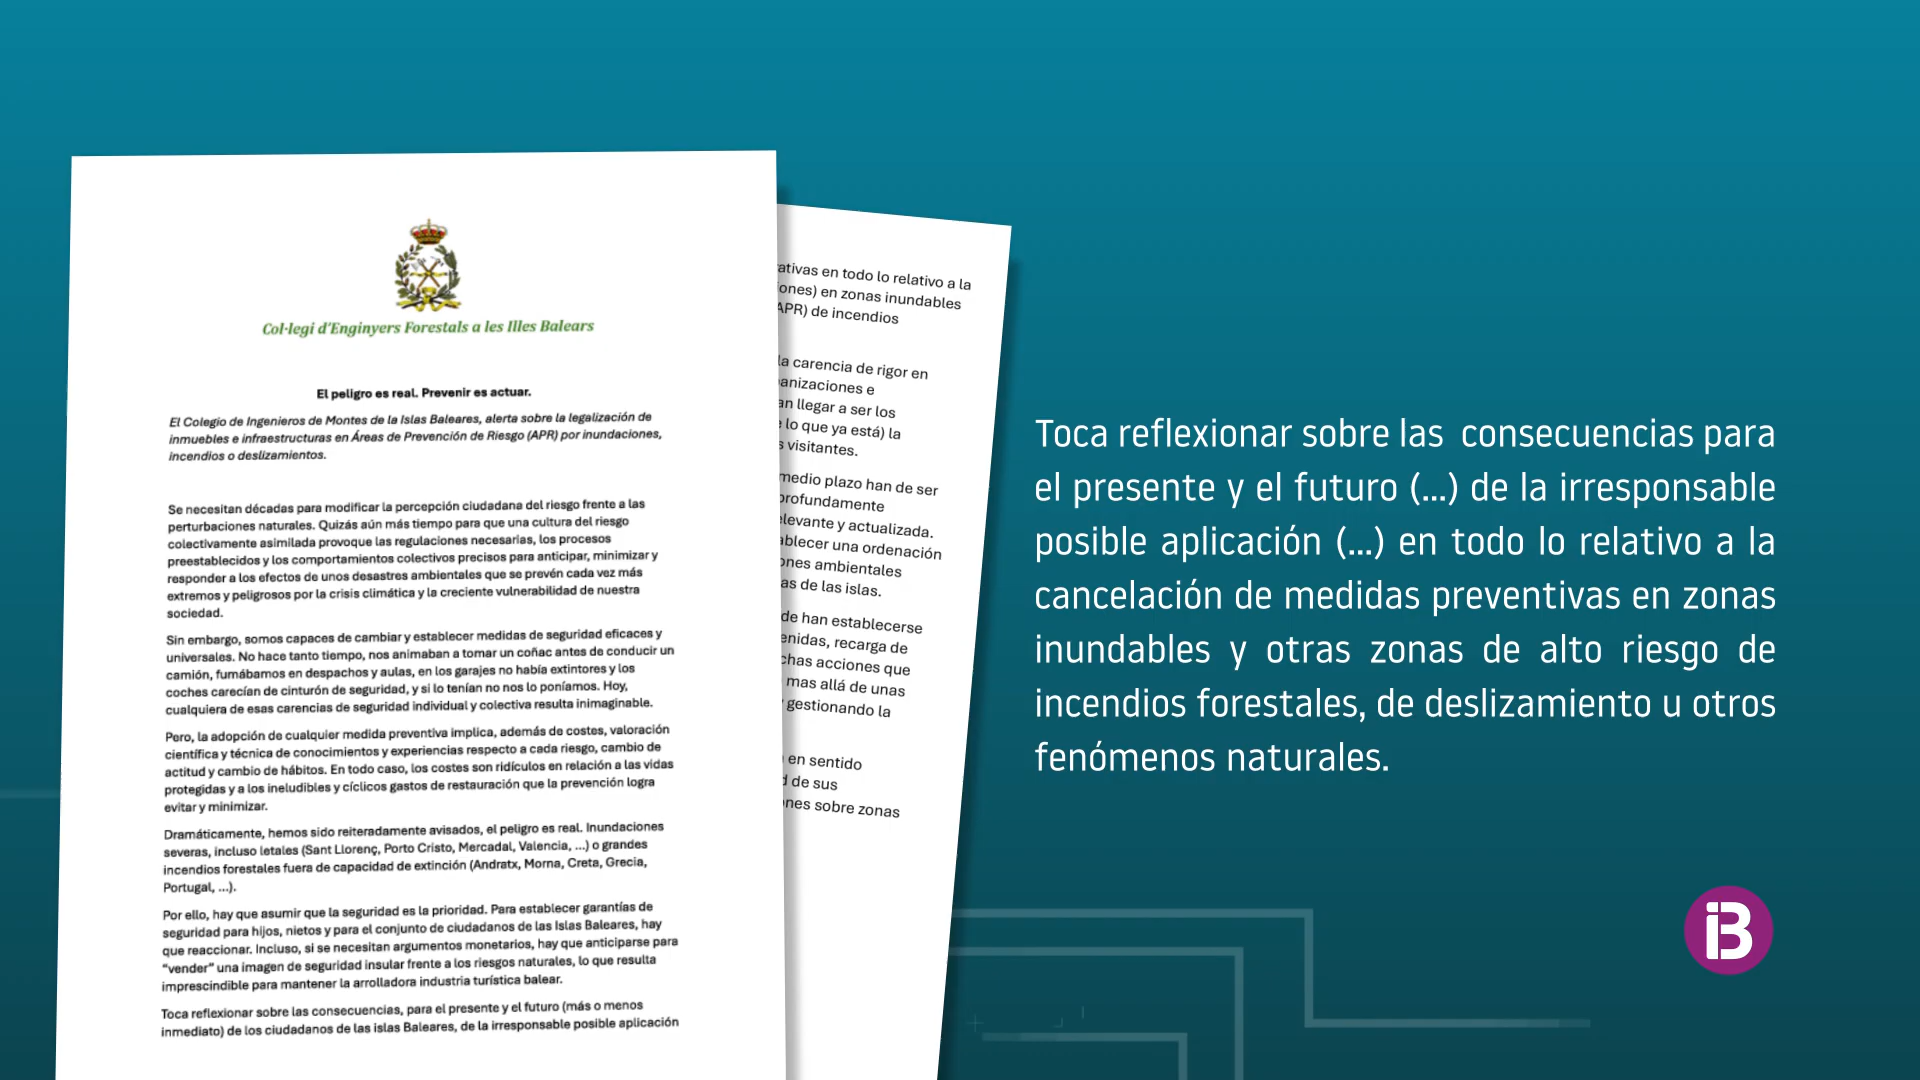 Col·legi d'Enginyers Forestals a les Illes Balears
El peligro es real. Prevenir es actuar.
El Colegio de Ingenieros de Montes de la Islas Baleares, alerta sobre la legalización de
inmuebles e infraestructuras en Áreas de Prevención de Riesgo (APR) por inundaciones,
incendios o deslizamientos.
Se necesitan décadas para modificar la percepción ciudadana del riesgo frente a las
perturbaciones naturales. Quizás aún más tiempo para que una cultura del riesgo
colectivamente asimilada provoque las regulaciones necesarias, los procesos
preestablecidos y los comportamientos colectivos precisos para anticipar, minimizar y
responder a los efectos de unos desastres ambientales que se prevén cada vez más
extremos y peligrosos por la crisis climática y la creciente vulnerabilidad de nuestra
sociedad.
Sin embargo, somos capaces de cambiar y establecer medidas de seguridad eficaces y
universales. No hace tanto tiempo, nos animaban a tomar un coñac antes de conducir un
camión, fumábamos en despachos y aulas, en los garajes no había extintores y los
coches carecían de cinturón de seguridad, y si lo tenían no nos lo poníamos. Hoy,
cualquiera de esas carencias de seguridad individual y colectiva resulta inimaginable.
Pero, la adopción de cualquier medida preventiva implica, además de costes, valoración
científica y técnica de conocimientos y experiencias respecto a cada riesgo, cambio de
actitud y cambio de hábitos. En todo caso, los costes son ridículos en relación a las vidas
protegidas y a los ineludibles y cíclicos gastos de restauración que la prevención logra
evitar y minimizar.
Dramáticamente, hemos sido reiteradamente avisados, el peligro es real. Inundaciones
severas, incluso letales (Sant Llorenç, Porto Cristo, Mercadal, Valencia, ...) o grandes
incendios forestales fuera de capacidad de extinción (Andratx, Morna, Creta, Grecia,
Portugal, ...).
Por ello, hay que asumir que la seguridad es la prioridad. Para establecer garantías de
seguridad para hijos, nietos y para el conjunto de ciudadanos de las Islas Baleares, hay
que reaccionar. Incluso, si se necesitan argumentos monetarios, hay que anticiparse para
“vender” una imagen de seguridad insular frente a los riesgos naturales, lo que resulta
imprescindible para mantener la arrolladora industria turística balear.
Toca reflexionar sobre las consecuencias, para el presente y el futuro (más o menos
inmediato) de los ciudadanos de las islas Baleares, de la irresponsable posible aplicación
ativas en todo lo relativo a la
ones) en zonas inundables
APR) de incendios
la carencia de rigor en
anizaciones e
an llegar a ser los
lo que ya está) la
s visitantes.
medio plazo han de ser
profundamente
elevante y actualizada.
ablecer una ordenación
ones ambientales
as de las islas.
de han establecerse
enidas, recarga de
chas acciones que
mas allá de unas
gestionando la
en sentido
d de sus
ones sobre zonas
Toca reflexionar sobre las consecuencias para
el presente y el futuro (...) de la irresponsable
posible aplicación (...) en todo lo relativo a la
cancelación de medidas preventivas en zonas
inundables y otras zonas de alto riesgo de
incendios forestales, de deslizamiento u otros
fenómenos naturales.
iB